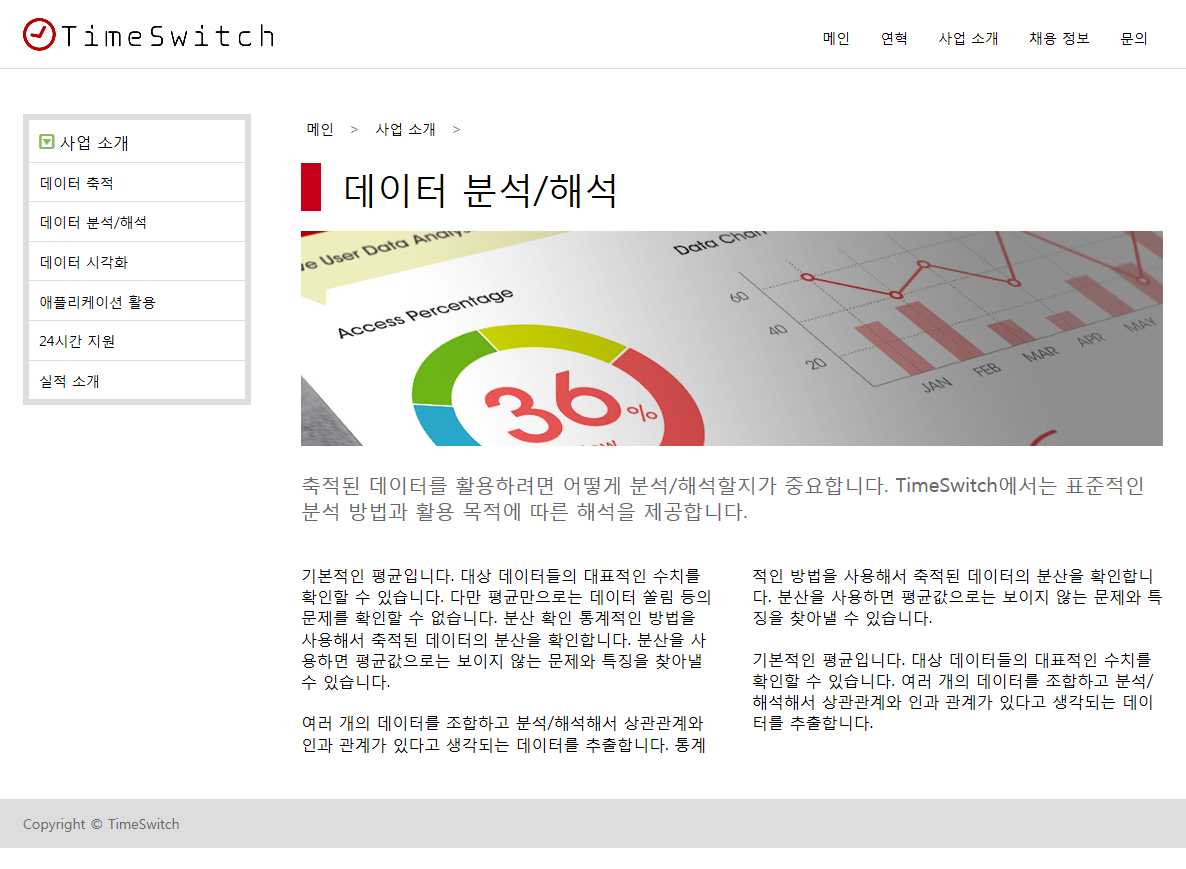 TimeSwitch
메인 연혁 사업 소개 채용 정보 문의
사업 소개
데이터 축적
데이터 분석/해석
데이터 시각화
애플리케이션 활용
24시간 지원
실적 소개
메인 > 사업 소개 >
데이터 분석/해석
ve User Data Analys
Data Chan
Access Percentage
36%
60
40
20
JAN FEB MAR APR MAY
축적된 데이터를 활용하려면 어떻게 분석/해석할지가 중요합니다. TimeSwitch에서는 표준적인
분석 방법과 활용 목적에 따른 해석을 제공합니다.
기본적인 평균입니다. 대상 데이터들의 대표적인 수치를
확인할 수 있습니다. 다만 평균만으로는 데이터 쏠림 등의
문제를 확인할 수 없습니다. 분산 확인 통계적인 방법을
사용해서 축적된 데이터의 분산을 확인합니다. 분산을 사
용하면 평균값으로는 보이지 않는 문제와 특징을 찾아낼
수 있습니다.
여러 개의 데이터를 조합하고 분석/해석해서 상관관계와
인과 관계가 있다고 생각되는 데이터를 추출합니다. 통계
적인 방법을 사용해서 축적된 데이터의 분산을 확인합니
다. 분산을 사용하면 평균값으로는 보이지 않는 문제와 특
징을 찾아낼 수 있습니다.
기본적인 평균입니다. 대상 데이터들의 대표적인 수치를
확인할 수 있습니다. 여러 개의 데이터를 조합하고 분석/
해석해서 상관관계와 인과 관계가 있다고 생각되는 데이
터를 추출합니다.
Copyright © TimeSwitch